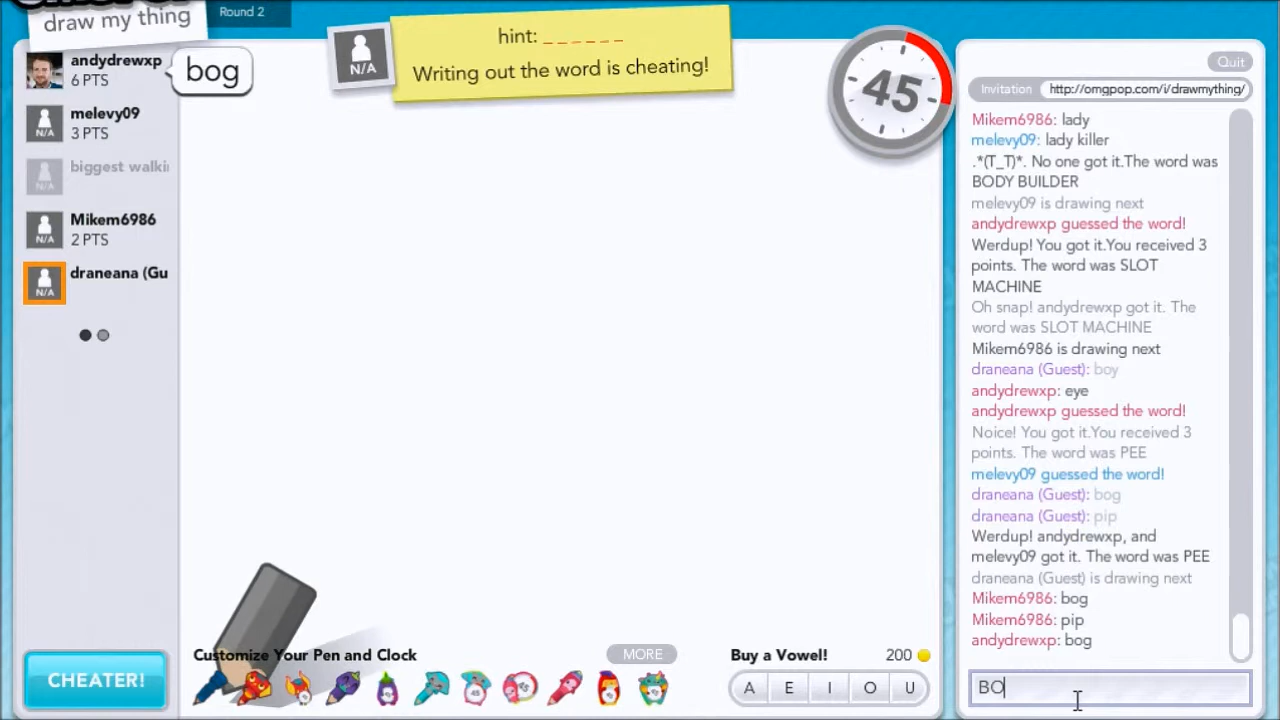 draw my thing
Round 2
hint: _ _ _ _ _ _
Writing out the word is cheating!
45
andydrewxp
6 PTS
bog
melevy09
3 PTS
biggest walki
Mikem6986
2 PTS
draneana (Gu
N/A
N/A
N/A
N/A
N/A
CHEATER!
Customize Your Pen and Clock
MORE
Buy a Vowel!
200
A E I O U
Quit
Invitation http://omgpop.com/i/drawmything/
Mikem6986: lady
melevy09: lady killer
.*(T_T)*. No one got it.The word was
BODY BUILDER
melevy09 is drawing next
andydrewxp guessed the word!
Werdup! You got it.You received 3
points. The word was SLOT
MACHINE
Oh snap! andydrewxp got it. The
word was SLOT MACHINE
Mikem6986 is drawing next
draneana (Guest): boy
andydrewxp: eye
andydrewxp guessed the word!
Noice! You got it.You received 3
points. The word was PEE
melevy09 guessed the word!
draneana (Guest): bog
draneana (Guest): pip
Werdup! andydrewxp, and
melevy09 got it. The word was PEE
draneana (Guest) is drawing next
Mikem6986: bog
Mikem6986: pip
andydrewxp: bog
BO